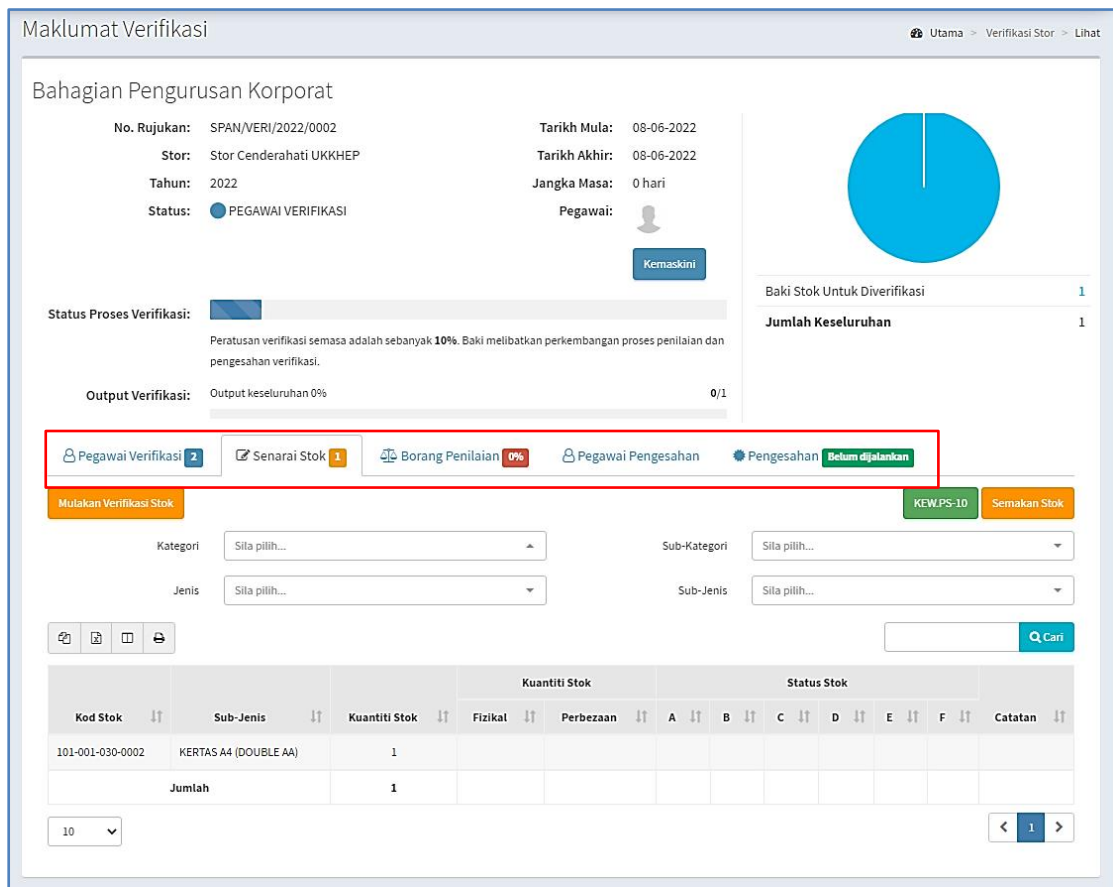 Maklumat Verifikasi
Utama > Verifikasi Stor > Lihat
Bahagian Pengurusan Korporat
No. Rujukan: SPAN/VERI/2022/0002 Tarikh Mula: 08-06-2022
Stor: Stor Cenderahati UKKHEP Tarikh Akhir: 08-06-2022
Tahun: 2022 Jangka Masa: 0 hari
Status: PEGAWAI VERIFIKASI Pegawai:
Kemaskini
Baki Stok Untuk Diverifikasi 1
Jumlah Keseluruhan 1
Status Proses Verifikasi:
Peratusan verifikasi semasa adalah sebanyak 10%. Baki melibatkan perkembangan proses penilaian dan
pengesahan verifikasi.
Output Verifikasi: Output keseluruhan 0% 0/1
Pegawai Verifikasi 2 Senarai Stok 1 Borang Penilaian 0% Pegawai Pengesahan Pengesahan Belum dijalankan
Mulakan Verifikasi Stok KEW.PS-10 Semakan Stok
Kategori Sila pilih... Sub-Kategori Sila pilih...
Jenis Sila pilih... Sub-Jenis Sila pilih...
Cari
Kuantiti Stok Status Stok
Kod Stok Sub-Jenis Kuantiti Stok Fizikal Perbezaan A B C D E F Catatan
101-001-030-0002 KERTAS A4 (DOUBLE AA) 1
Jumlah 1
10 < 1 >